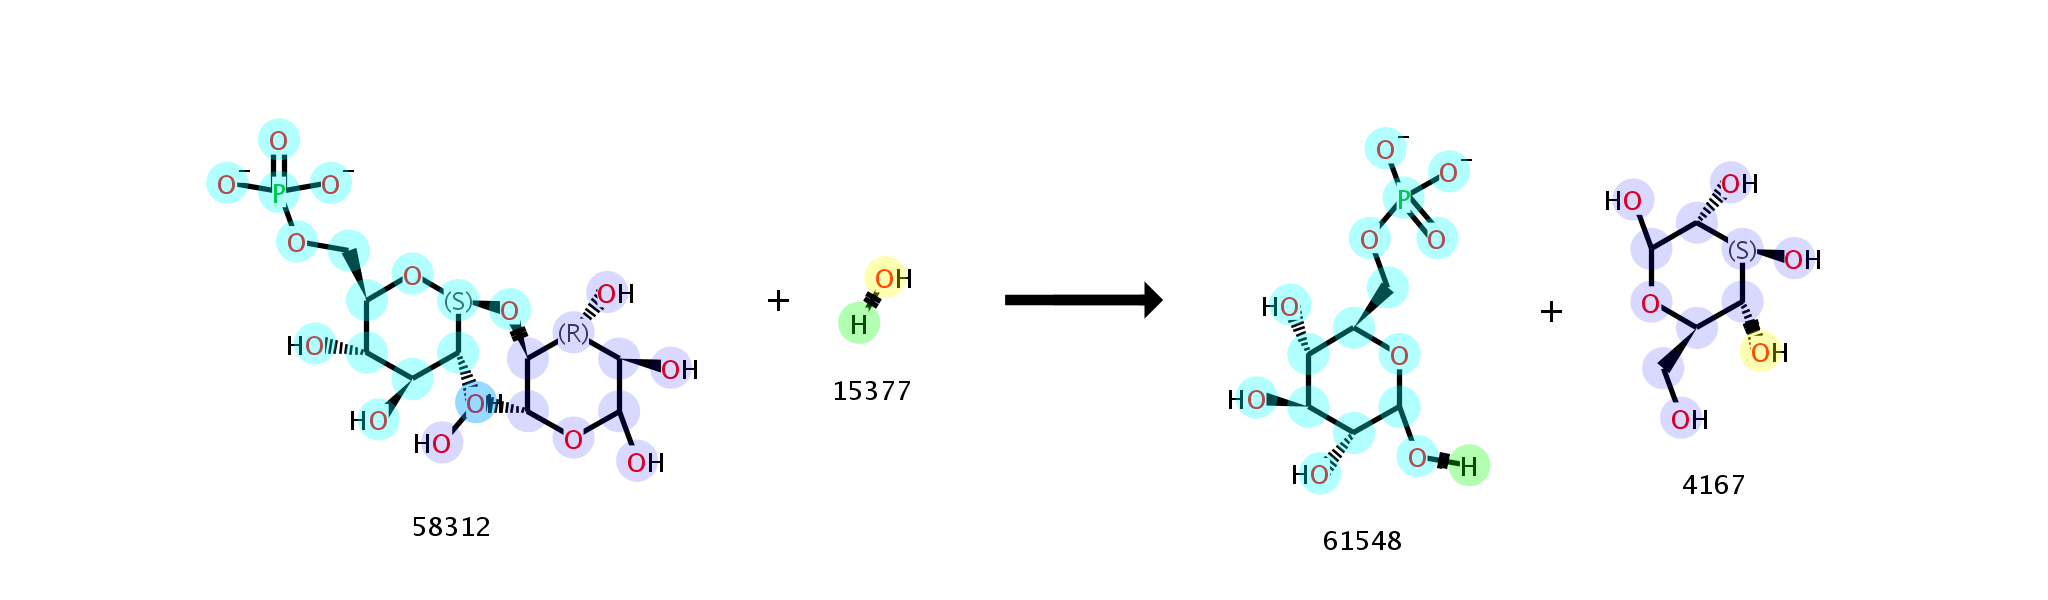 O
O⁻ P O⁻
O
O
(S) O
HO
HO
OH
HO
OH
(R)
OH
O
OH
58312
+
OH
H
15377
O⁻
O⁻
P
O O
HO
O
HO
HO
O H
61548
+
HO OH
(S) OH
O
OH
OH
4167